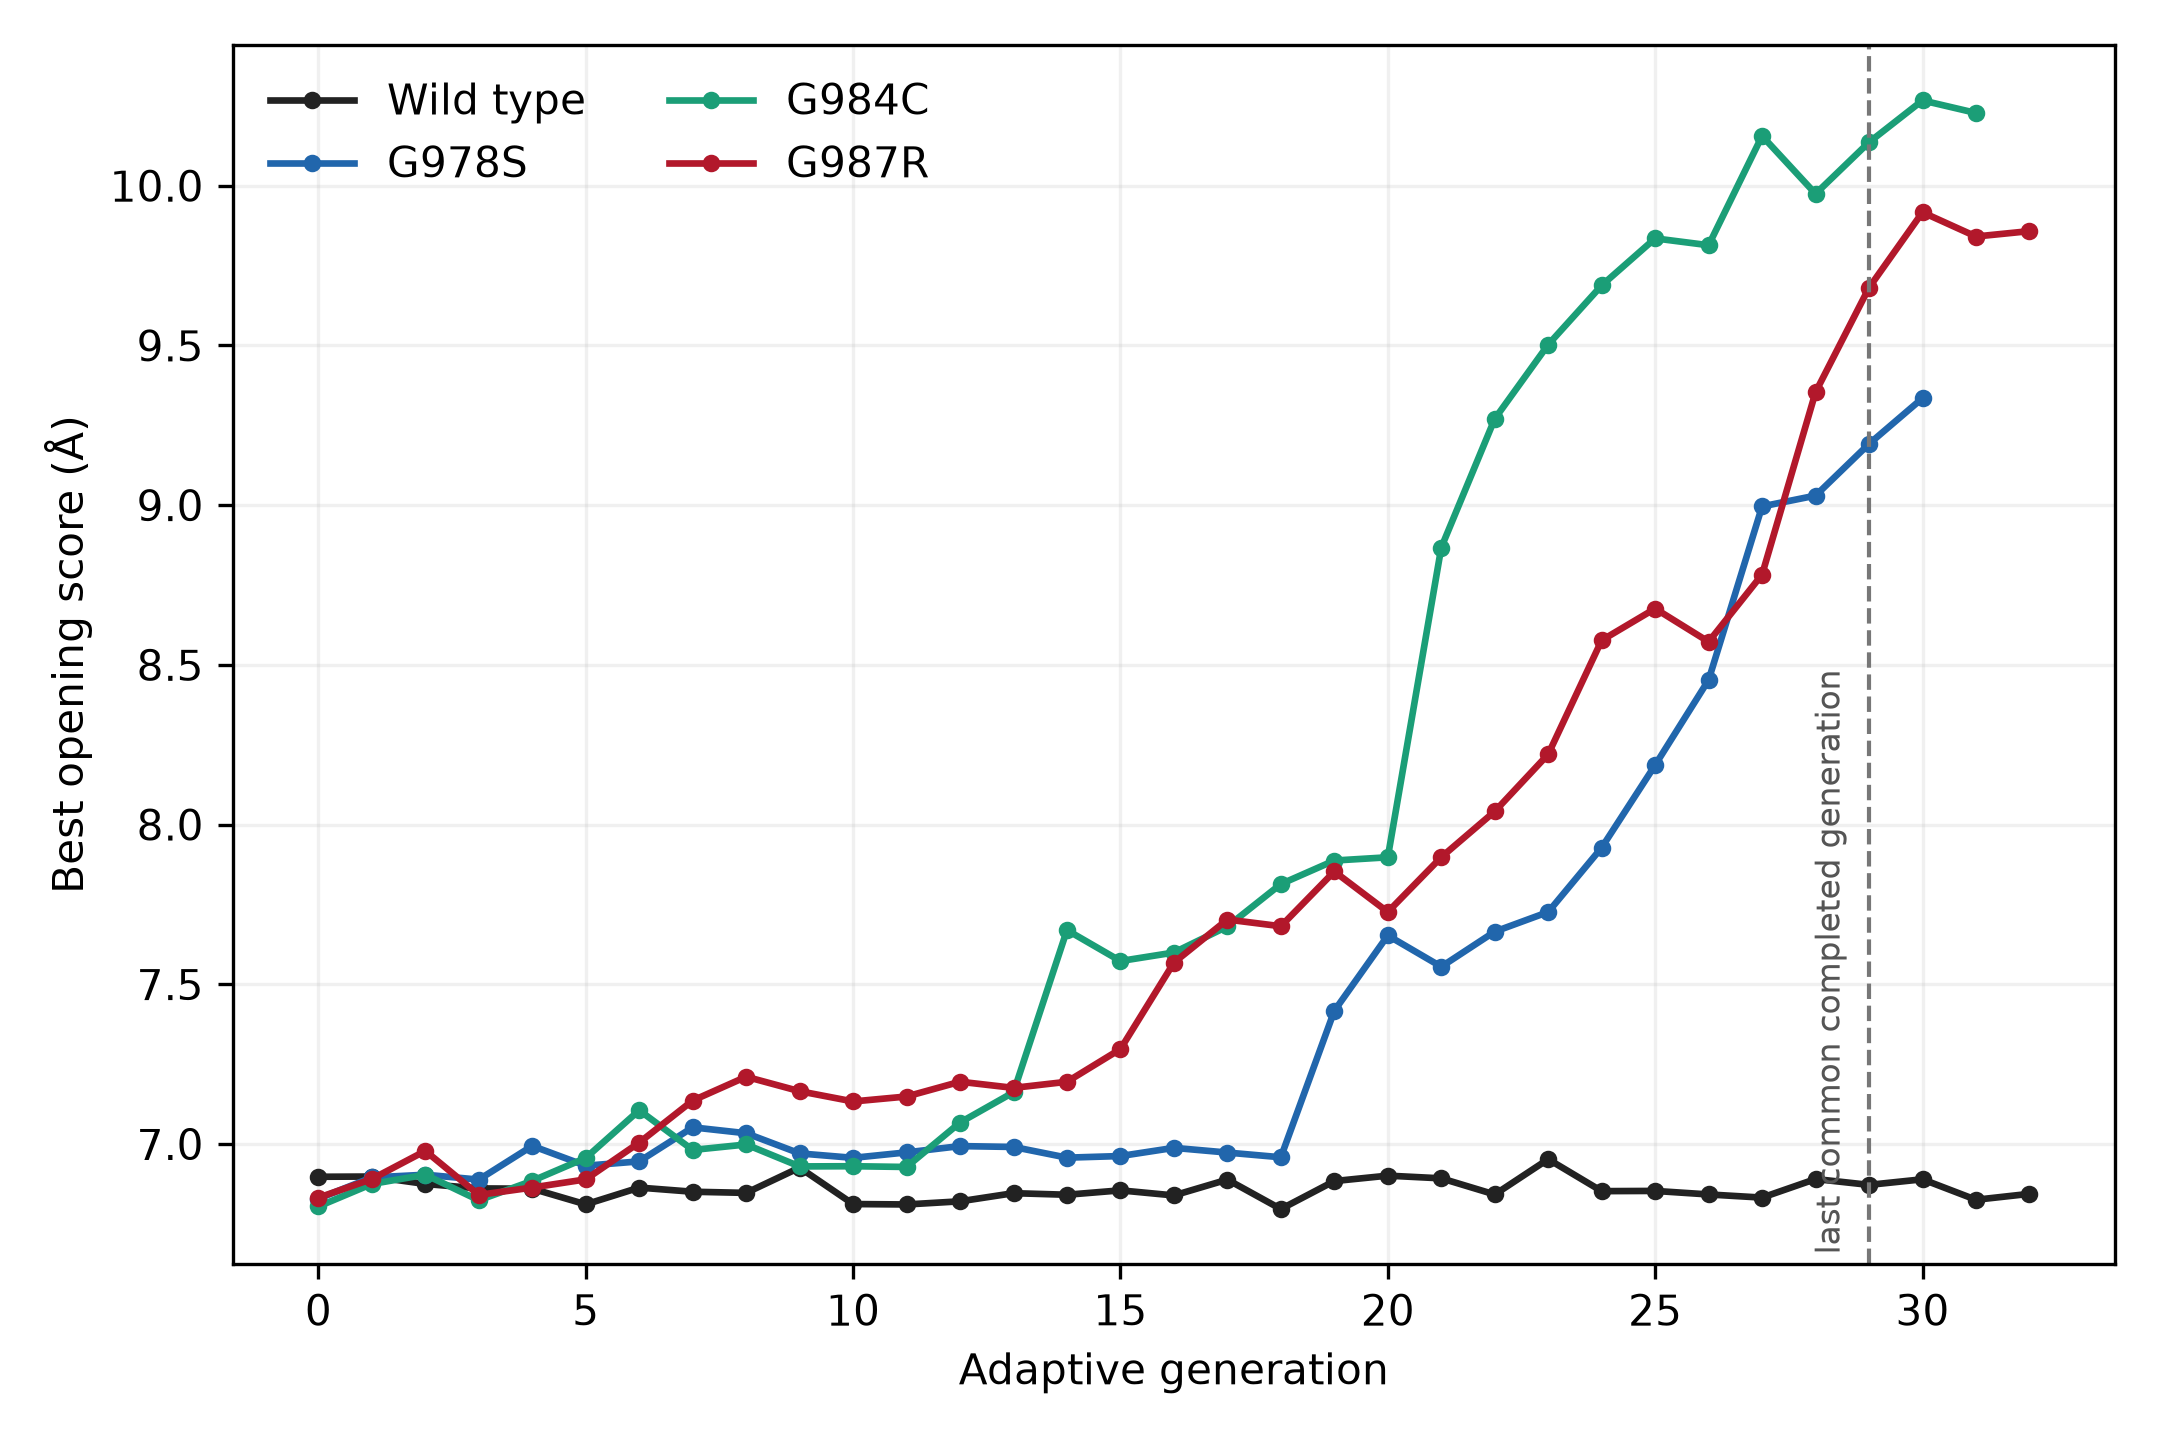 Wild type
G978S
G984C
G987R
Best opening score (Å)
10.0
9.5
9.0
8.5
8.0
7.5
7.0
last common completed generation
0 5 10 15 20 25 30
Adaptive generation